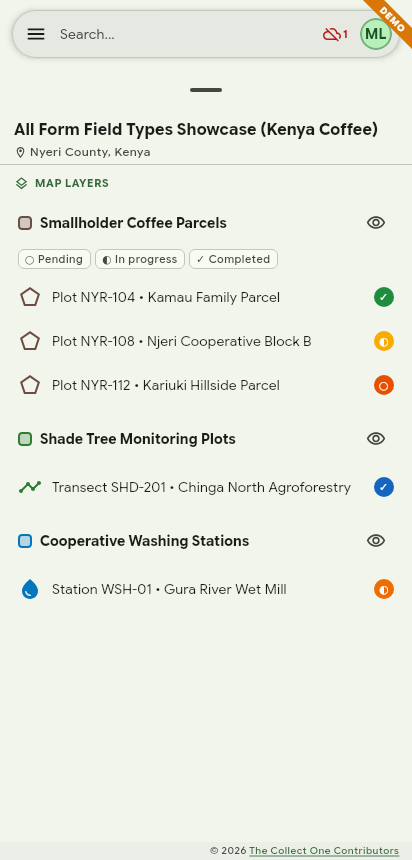 DEMO
Search...
1
ML
All Form Field Types Showcase (Kenya Coffee)
Nyeri County, Kenya
MAP LAYERS
Smallholder Coffee Parcels
○ Pending
◐ In progress
✓ Completed
Plot NYR-104 • Kamau Family Parcel
✓
Plot NYR-108 • Njeri Cooperative Block B
◐
Plot NYR-112 • Kariuki Hillside Parcel
○
Shade Tree Monitoring Plots
Transect SHD-201 • Chinga North Agroforestry
✓
Cooperative Washing Stations
Station WSH-01 • Gura River Wet Mill
◐
© 2026 The Collect One Contributors